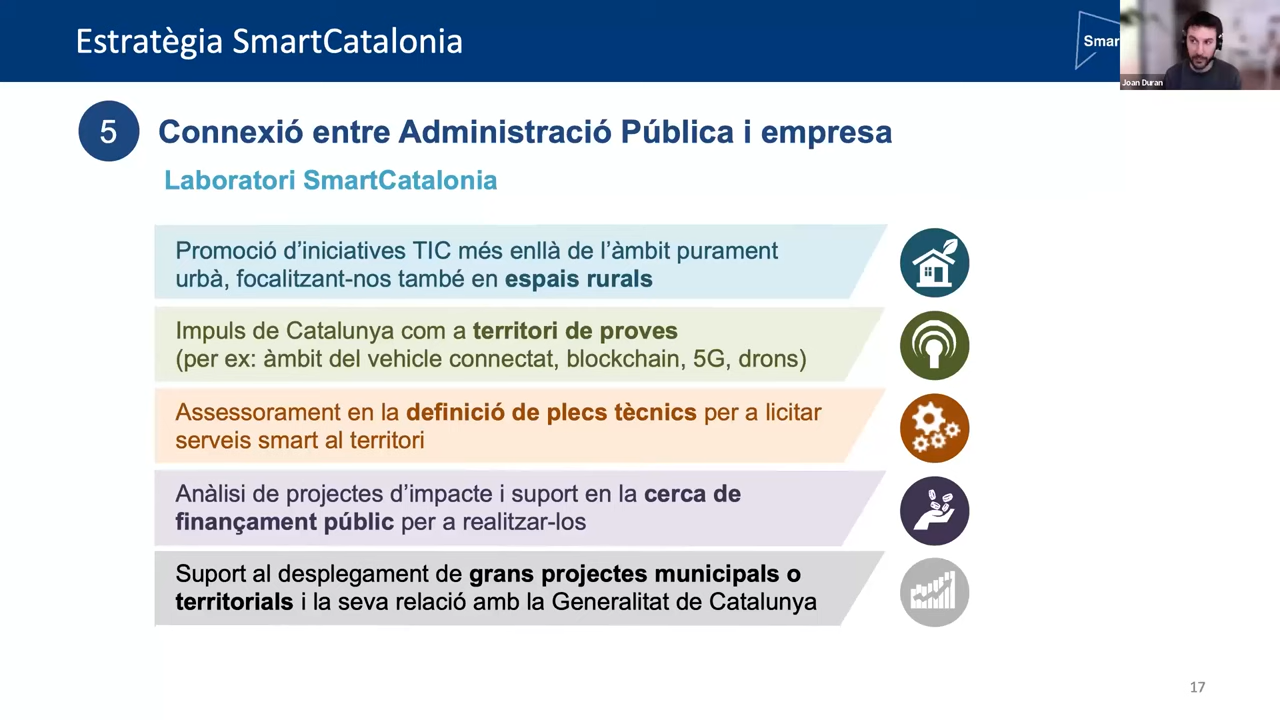 Estratègia SmartCatalonia
Smar
Joan Duran
5
Connexió entre Administració Pública i empresa
Laboratori SmartCatalonia
Promoció d'iniciatives TIC més enllà de l'àmbit purament
urbà, focalitzant-nos també en espais rurals
Impuls de Catalunya com a territori de proves
(per ex: àmbit del vehicle connectat, blockchain, 5G, drons)
Assessorament en la definició de plecs tècnics per a licitar
serveis smart al territori
Anàlisi de projectes d'impacte i suport en la cerca de
finançament públic per a realitzar-los
Suport al desplegament de grans projectes municipals o
territorials i la seva relació amb la Generalitat de Catalunya
17